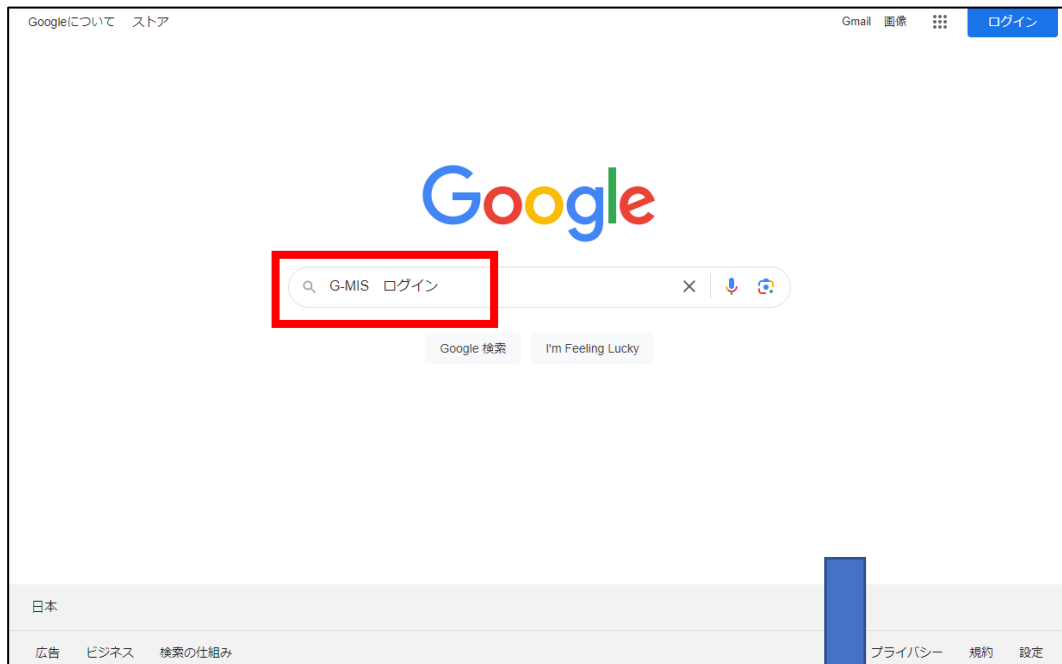 Googleについて ストア Gmail 画像 ログイン
Google
G-MIS ログイン
Google 検索 I'm Feeling Lucky
日本
広告 ビジネス 検索の仕組み プライバシー 規約 設定